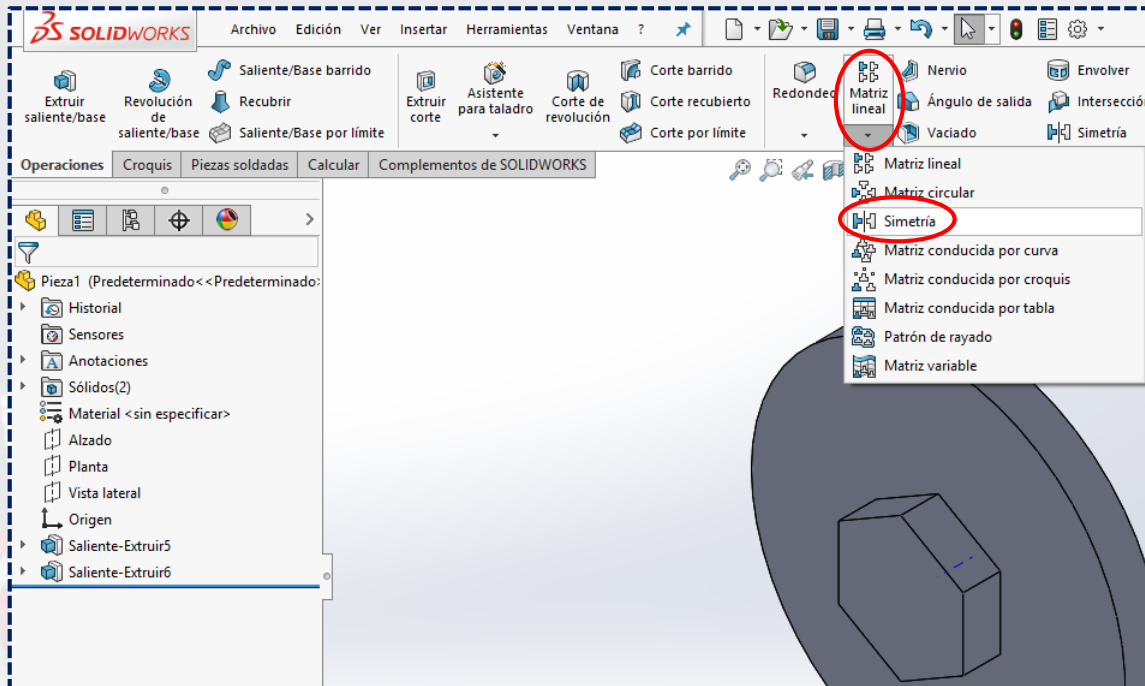 SOLIDWORKS Archivo Edición Ver Insertar Herramientas Ventana ?
Extruir saliente/base
Revolución de saliente/base
Saliente/Base barrido
Recubrir
Saliente/Base por límite
Extruir corte
Asistente para taladro
Corte de revolución
Corte barrido
Corte recubierto
Corte por límite
Redondeo
Matriz lineal
Nervio
Ángulo de salida
Vaciado
Envolver
Intersección
Simetría
Operaciones Croquis Piezas soldadas Calcular Complementos de SOLIDWORKS
Matriz lineal
Matriz circular
Simetría
Matriz conducida por curva
Matriz conducida por croquis
Matriz conducida por tabla
Patrón de rayado
Matriz variable
Pieza1 (Predeterminado<<Predeterminado>
Historial
Sensores
Anotaciones
Sólidos(2)
Material <sin especificar>
Alzado
Planta
Vista lateral
Origen
Saliente-Extruir5
Saliente-Extruir6